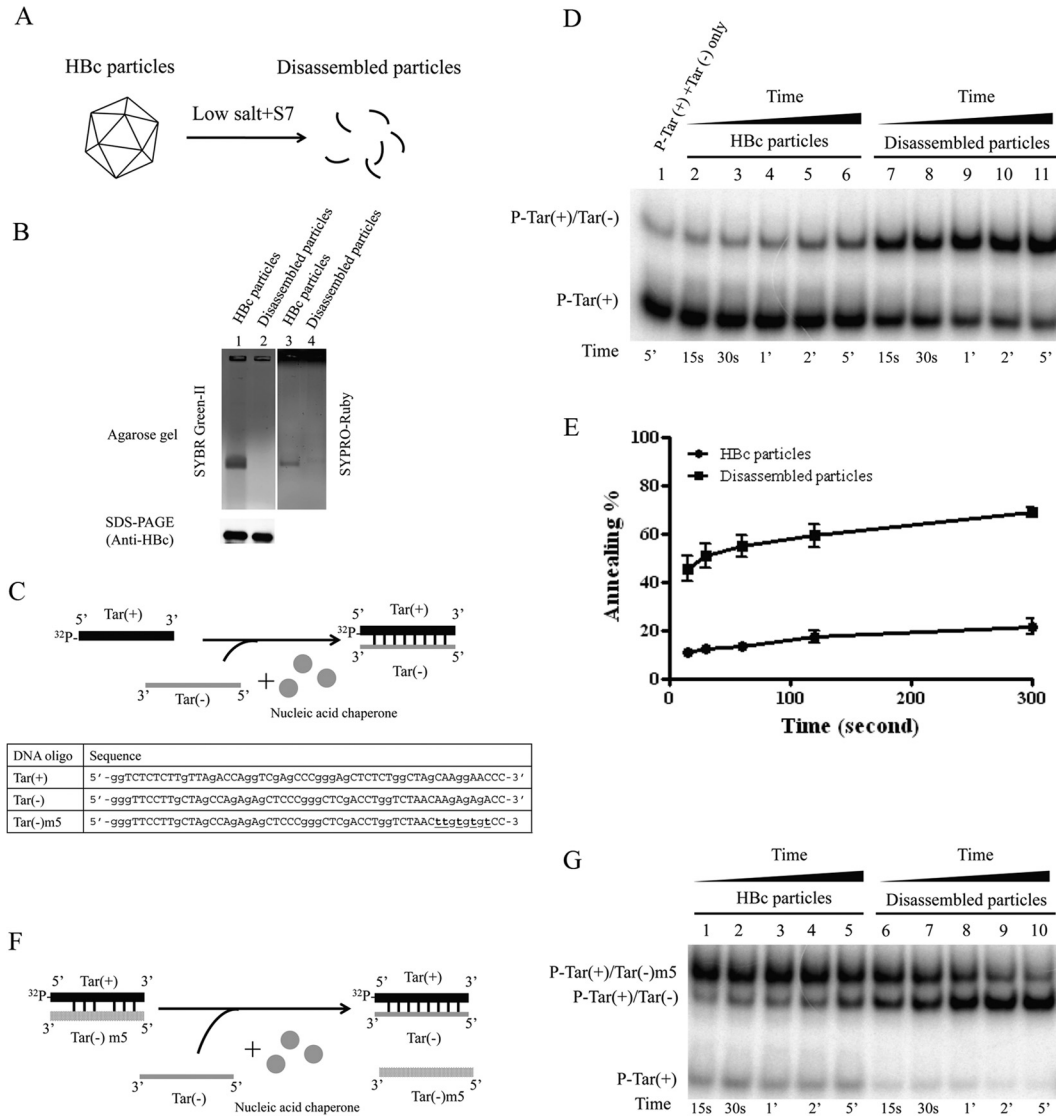 A
HBc particles
Disassembled particles
Low salt+S7
B
HBc particles
Disassembled particles
HBc particles
Disassembled particles
1 2 3 4
SYBR Green-II
Agarose gel
SYPRO-Ruby
SDS-PAGE
(Anti-HBc)
C
5' Tar(+) 3'
32P-
3' Tar(-) 5'
+
Nucleic acid chaperone
5' Tar(+) 3'
32P-
3' Tar(-) 5'
DNA oligo Sequence
Tar(+) 5'-ggTCTCTCTTgTTAgACCAggTCgAgCCCgggAgCTCTCTggCTAgCAAggAACCC-3'
Tar(-) 5'-gggTTCCTTgCTAgCCAgAgAgCTCCCgggCTCgACCTggTCTAACAAgAgAgACC-3'
Tar(-)m5 5'-gggTTCCTTgCTAgCCAgAgAgCTCCCgggCTCgACCTggTCTAACttgtgtgtCC-3
D
P-Tar (+) +Tar (-) only
Time Time
HBc particles Disassembled particles
1 2 3 4 5 6 7 8 9 10 11
P-Tar(+)/Tar(-)
P-Tar(+)
Time 5' 15s 30s 1' 2' 5' 15s 30s 1' 2' 5'
E
HBc particles
Disassembled particles
Annealing %
100
80
60
40
20
0
0 100 200 300
Time (second)
F
5' Tar(+) 3'
32P-
3' Tar(-) m5 5'
3' Tar(-) 5'
+
Nucleic acid chaperone
5' Tar(+) 3'
32P-
3' Tar(-) 5'
Tar(-)m5
3' 5'
G
Time Time
HBc particles Disassembled particles
1 2 3 4 5 6 7 8 9 10
P-Tar(+)/Tar(-)m5
P-Tar(+)/Tar(-)
P-Tar(+)
Time 15s 30s 1' 2' 5' 15s 30s 1' 2' 5'